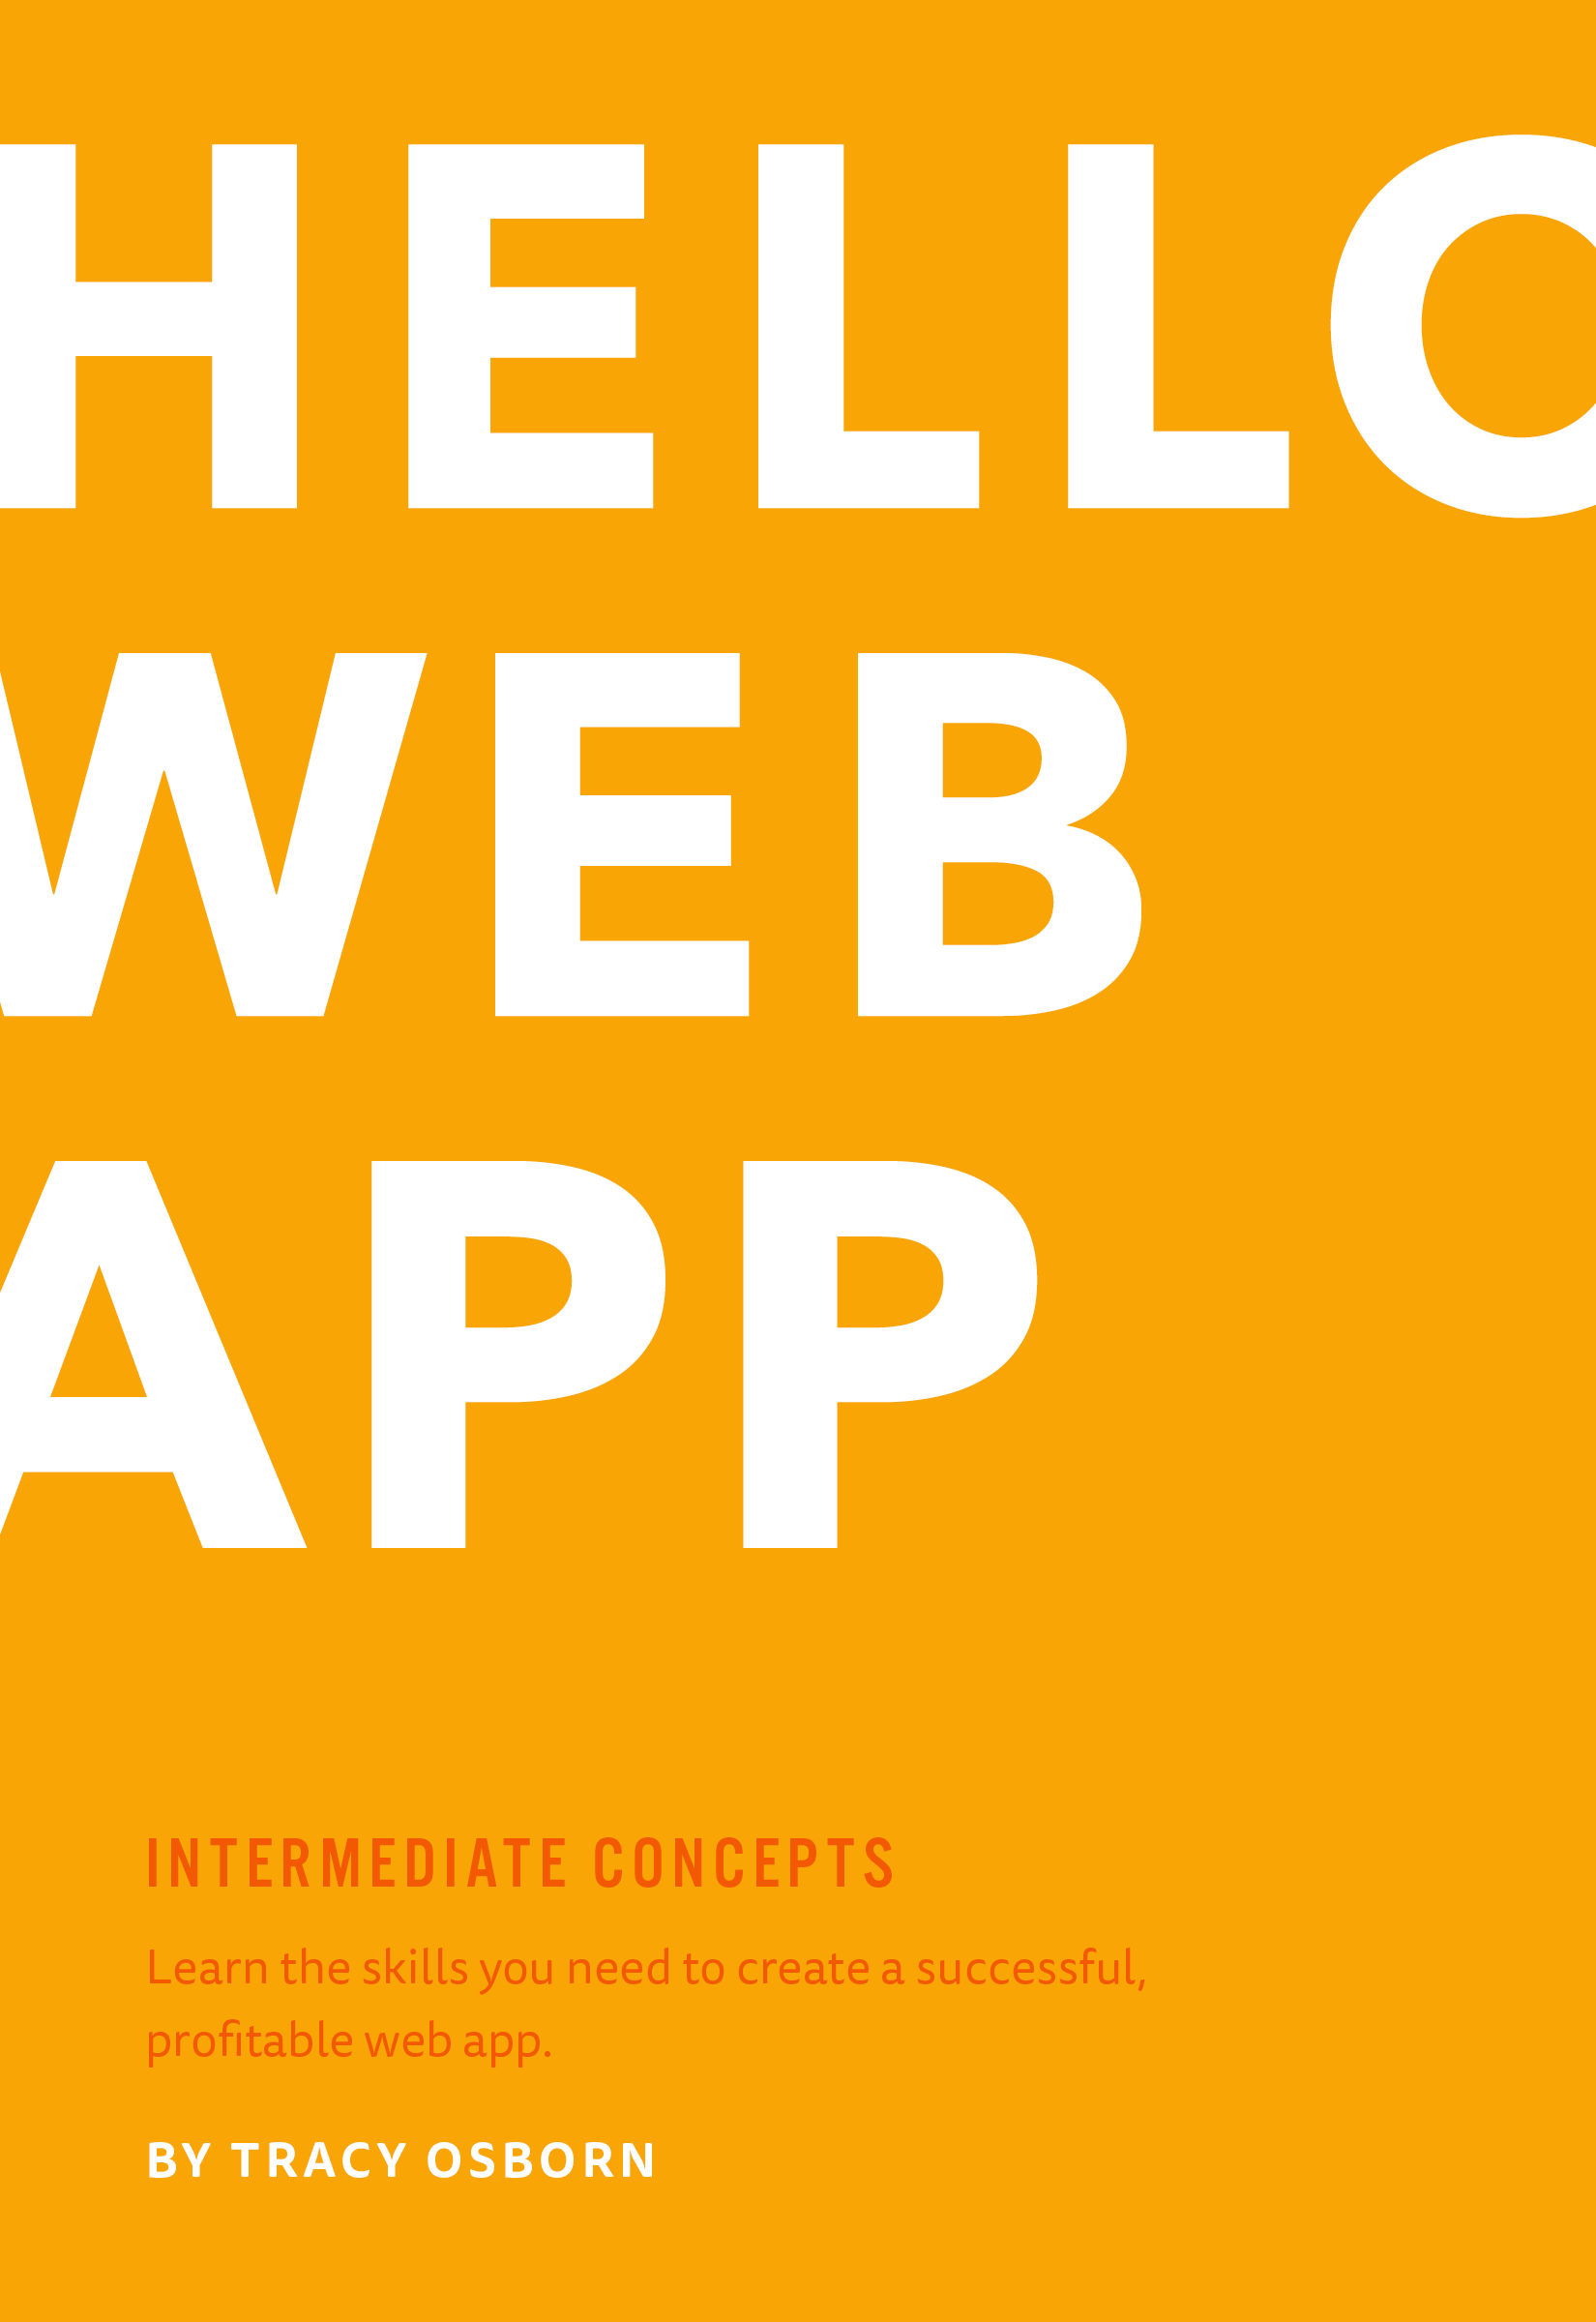 HELLO
WEB
APP
INTERMEDIATE CONCEPTS
Learn the skills you need to create a successful,
profitable web app.
BY TRACY OSBORN